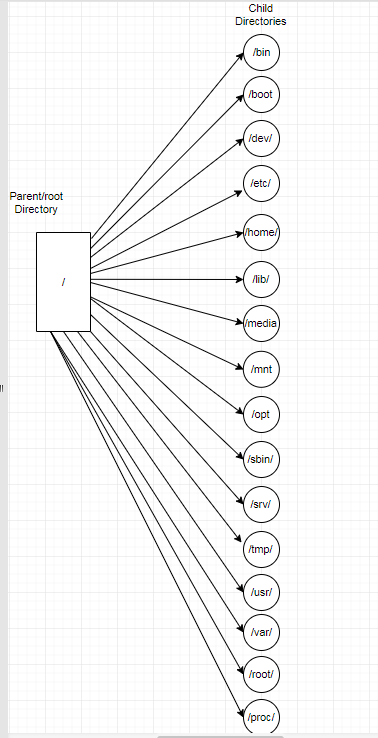 Child
Directories
/bin
/boot
/dev/
/etc/
Parent/root
Directory
/home/
/
/lib/
/media
/mnt
/opt
/sbin/
/srv/
/tmp/
/usr/
/var/
/root/
/proc/